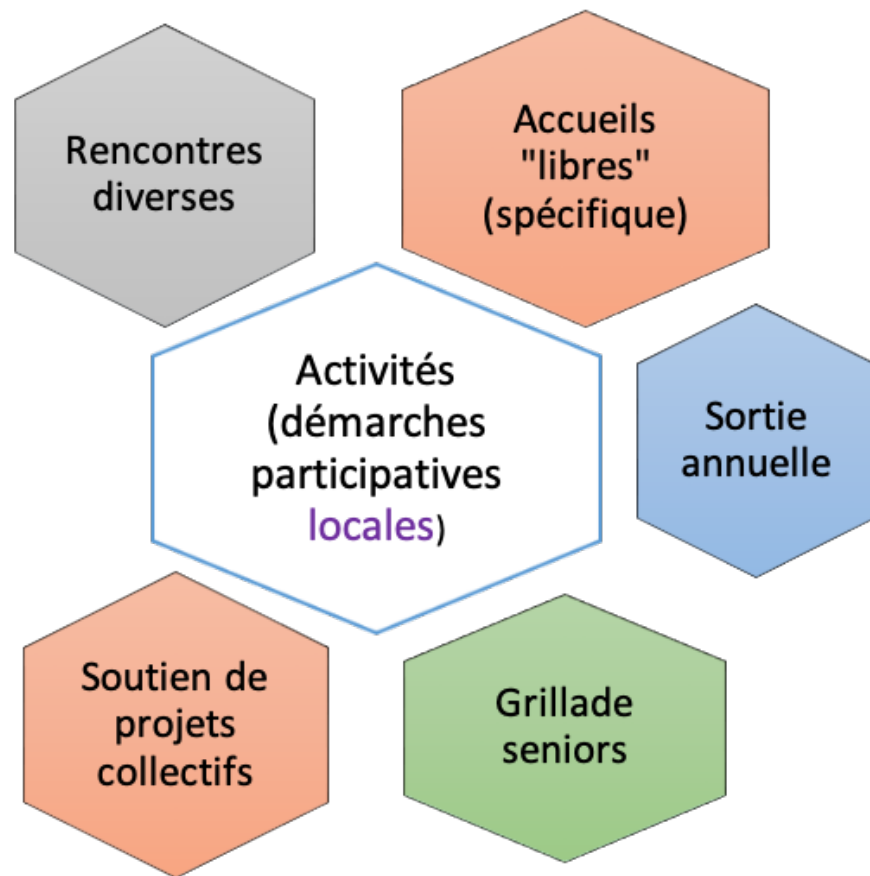 Rencontres
diverses
Accueils
"libres"
(spécifique)
Activités
(démarches
participatives
locales)
Sortie
annuelle
Soutien de
projets
collectifs
Grillade
seniors